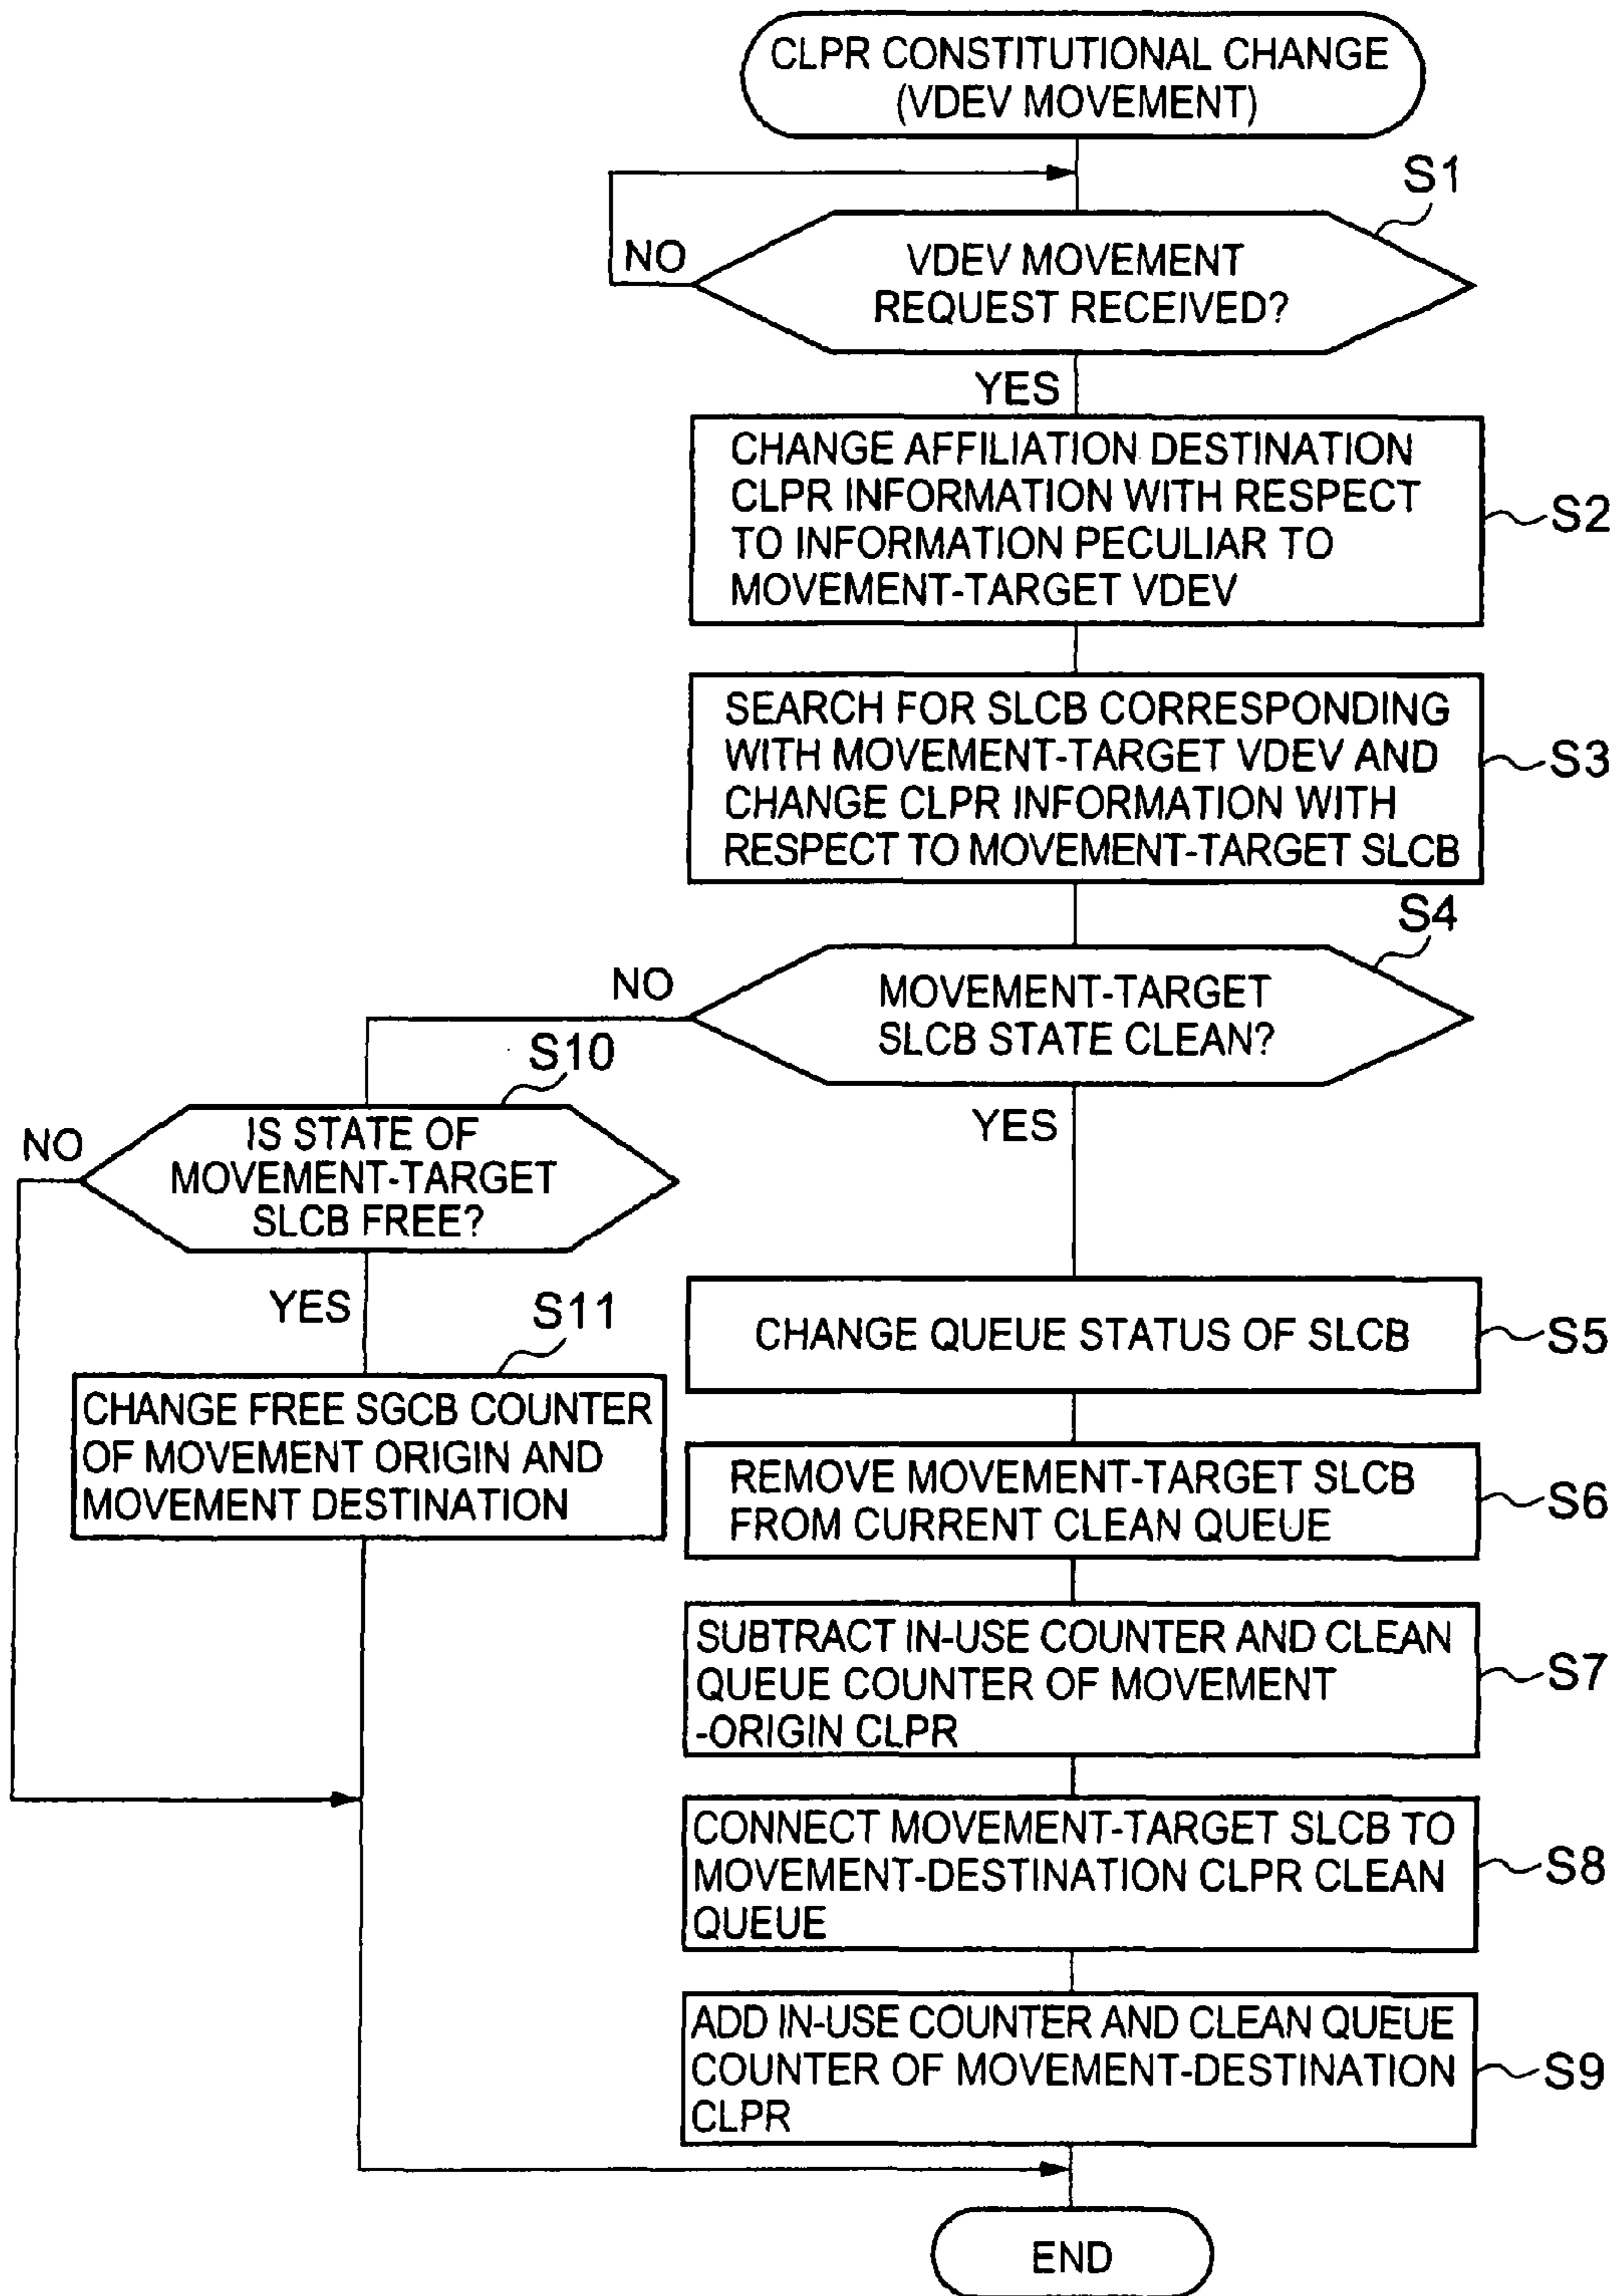 CLPR CONSTITUTIONAL CHANGE
(VDEV MOVEMENT)
S1
NO
VDEV MOVEMENT
REQUEST RECEIVED?
YES
CHANGE AFFILIATION DESTINATION
CLPR INFORMATION WITH RESPECT
TO INFORMATION PECULIAR TO
MOVEMENT-TARGET VDEV
S2
SEARCH FOR SLCB CORRESPONDING
WITH MOVEMENT-TARGET VDEV AND
CHANGE CLPR INFORMATION WITH
RESPECT TO MOVEMENT-TARGET SLCB
S3
S4
NO
MOVEMENT-TARGET
SLCB STATE CLEAN?
YES
S10
NO
IS STATE OF
MOVEMENT-TARGET
SLCB FREE?
YES
S11
CHANGE FREE SGCB COUNTER
OF MOVEMENT ORIGIN AND
MOVEMENT DESTINATION
CHANGE QUEUE STATUS OF SLCB
S5
REMOVE MOVEMENT-TARGET SLCB
FROM CURRENT CLEAN QUEUE
S6
SUBTRACT IN-USE COUNTER AND CLEAN
QUEUE COUNTER OF MOVEMENT
-ORIGIN CLPR
S7
CONNECT MOVEMENT-TARGET SLCB TO
MOVEMENT-DESTINATION CLPR CLEAN
QUEUE
S8
ADD IN-USE COUNTER AND CLEAN QUEUE
COUNTER OF MOVEMENT-DESTINATION
CLPR
S9
END